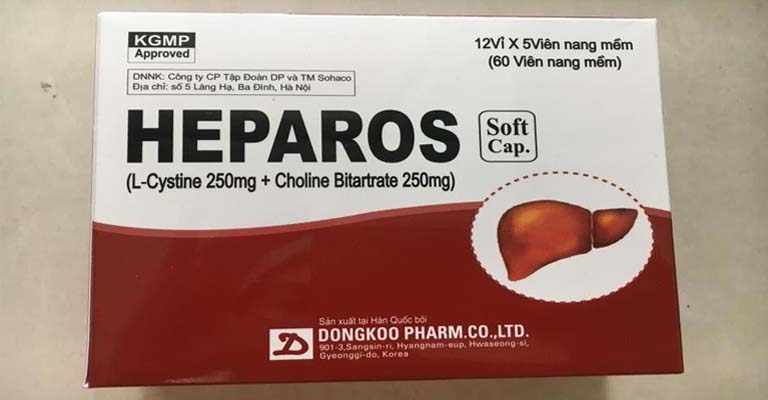 KGMP
Approved
12Vỉ X 5Viên nang mềm
(60 Viên nang mềm)
DNNK: Công ty CP Tập Đoàn DP và TM Sohaco
Địa chỉ: số 5 Láng Hạ, Ba Đình, Hà Nội
HEPAROS
Soft
Cap.
(L-Cystine 250mg + Choline Bitartrate 250mg)
Sản xuất tại Hàn Quốc bởi
DONGKOO PHARM.CO.,LTD.
901-3,Sangsin-ri, Hyangnam-eup, Hwaseong-si,
Gyeonggi-do, Korea